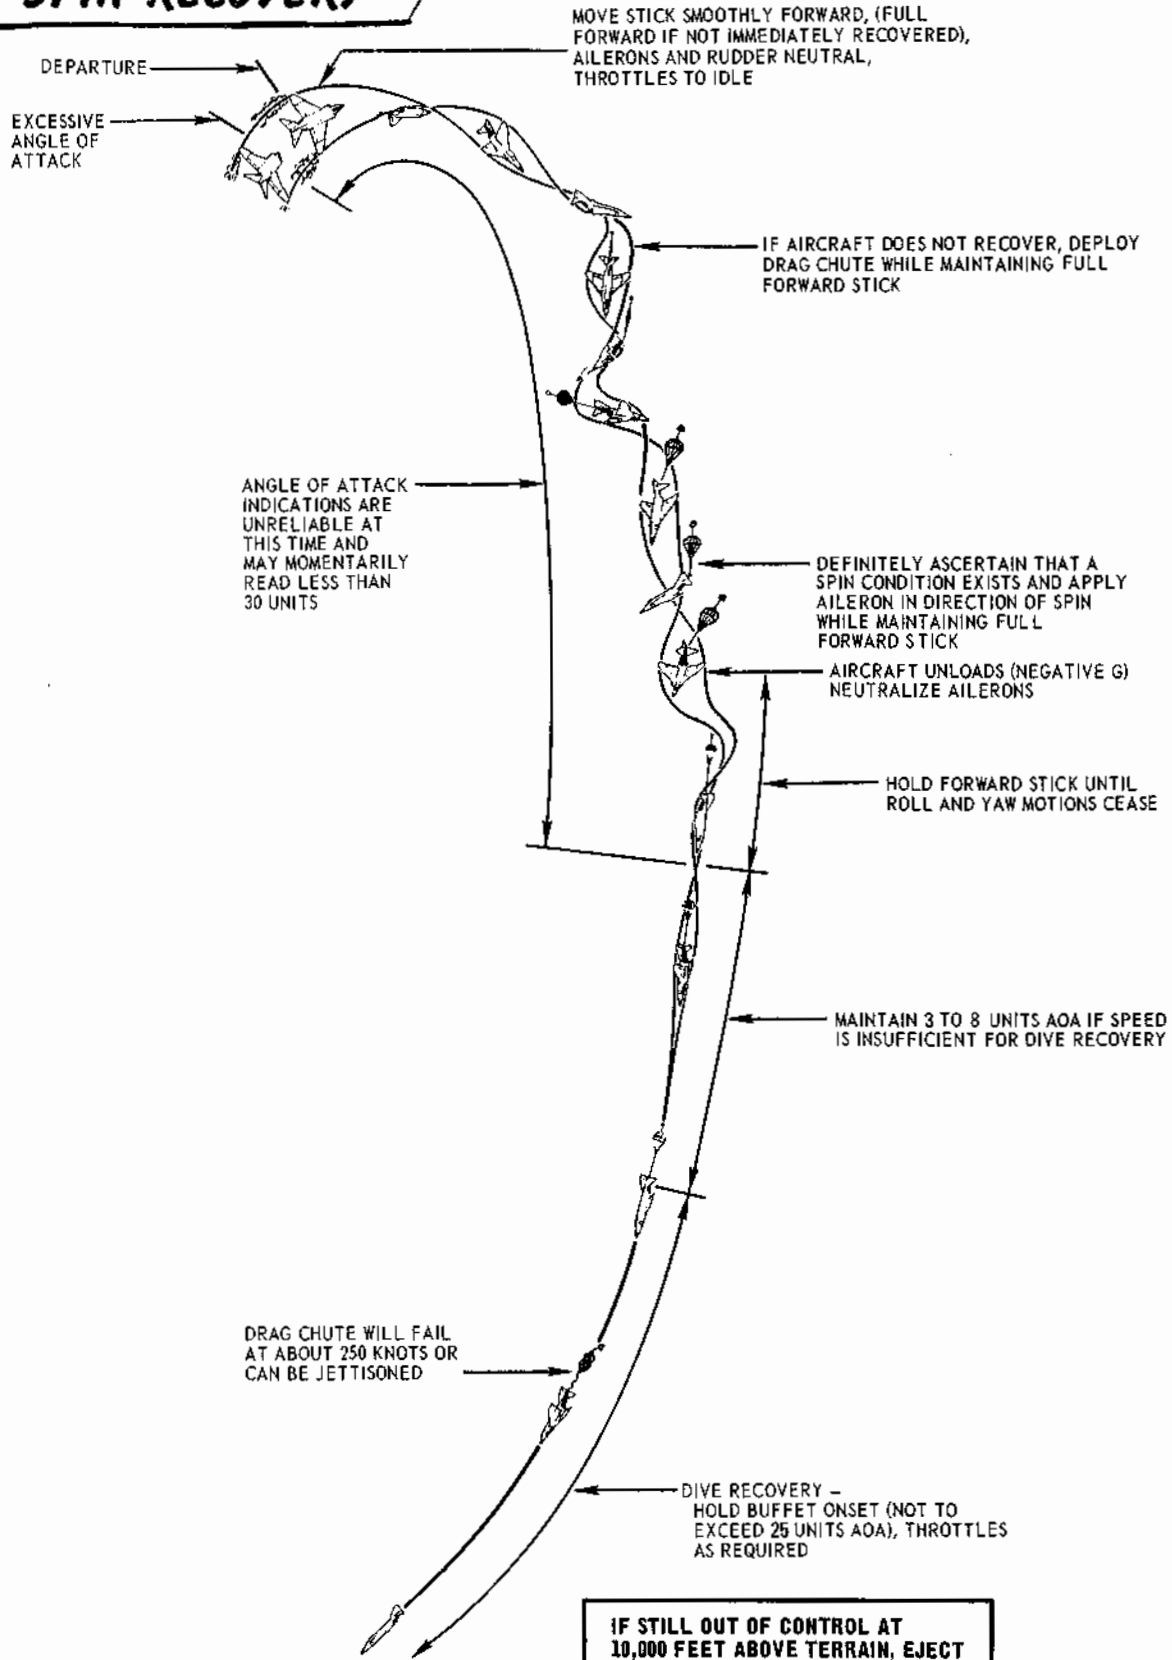 SPIN RECOVERY
MOVE STICK SMOOTHLY FORWARD, (FULL
FORWARD IF NOT IMMEDIATELY RECOVERED),
AILERONS AND RUDDER NEUTRAL,
THROTTLES TO IDLE
DEPARTURE
EXCESSIVE
ANGLE OF
ATTACK
IF AIRCRAFT DOES NOT RECOVER, DEPLOY
DRAG CHUTE WHILE MAINTAINING FULL
FORWARD STICK
ANGLE OF ATTACK
INDICATIONS ARE
UNRELIABLE AT
THIS TIME AND
MAY MOMENTARILY
READ LESS THAN
30 UNITS
DEFINITELY ASCERTAIN THAT A
SPIN CONDITION EXISTS AND APPLY
AILERON IN DIRECTION OF SPIN
WHILE MAINTAINING FULL
FORWARD STICK
AIRCRAFT UNLOADS (NEGATIVE G)
NEUTRALIZE AILERONS
HOLD FORWARD STICK UNTIL
ROLL AND YAW MOTIONS CEASE
MAINTAIN 3 TO 8 UNITS AOA IF SPEED
IS INSUFFICIENT FOR DIVE RECOVERY
DRAG CHUTE WILL FAIL
AT ABOUT 250 KNOTS OR
CAN BE JETTISONED
DIVE RECOVERY –
HOLD BUFFET ONSET (NOT TO
EXCEED 25 UNITS AOA), THROTTLES
AS REQUIRED
IF STILL OUT OF CONTROL AT
10,000 FEET ABOVE TERRAIN, EJECT